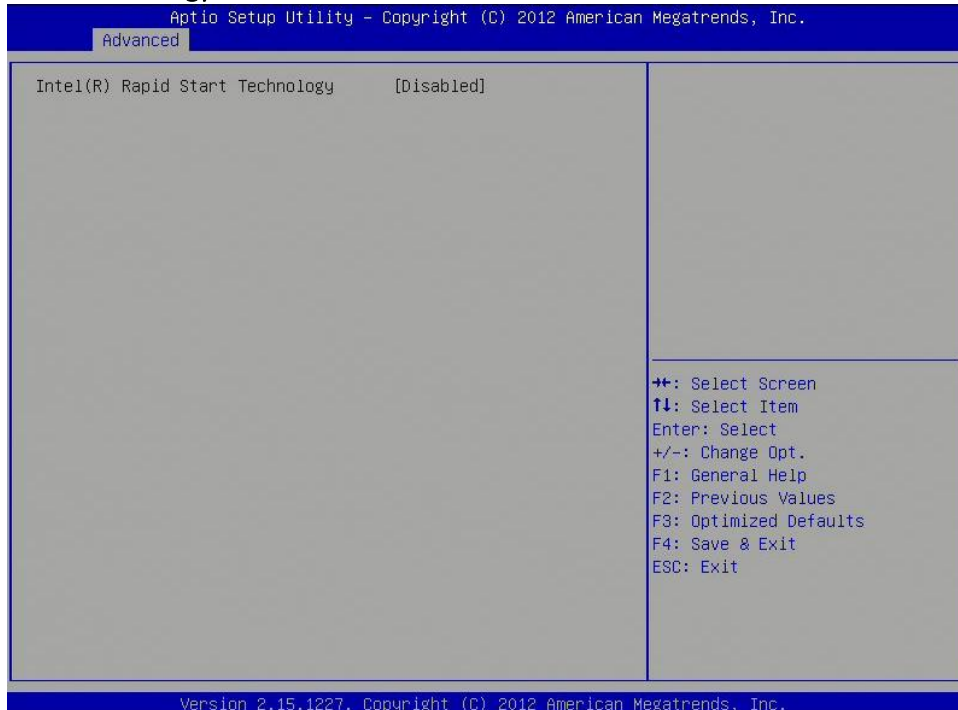 Aptio Setup Utility – Copyright (C) 2012 American Megatrends, Inc.
Advanced
Intel(R) Rapid Start Technology [Disabled]
→←: Select Screen
↑↓: Select Item
Enter: Select
+/-: Change Opt.
F1: General Help
F2: Previous Values
F3: Optimized Defaults
F4: Save & Exit
ESC: Exit
Version 2.15.1227. Copyright (C) 2012 American Megatrends, Inc.